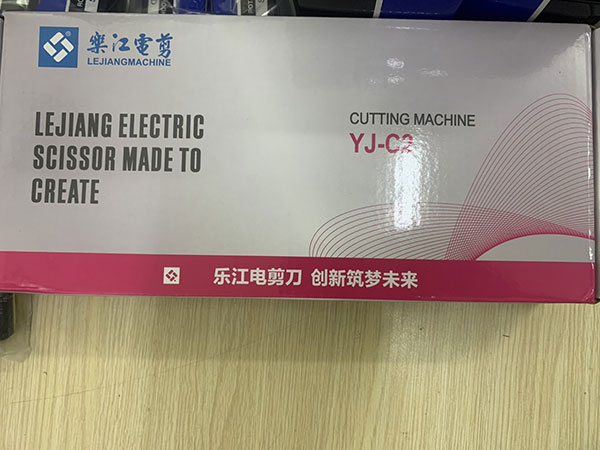 樂江電剪
LEJIANGMACHINE
LEJIANG ELECTRIC
SCISSOR MADE TO
CREATE
CUTTING MACHINE
YJ-C2
乐江电剪刀 创新筑梦未来